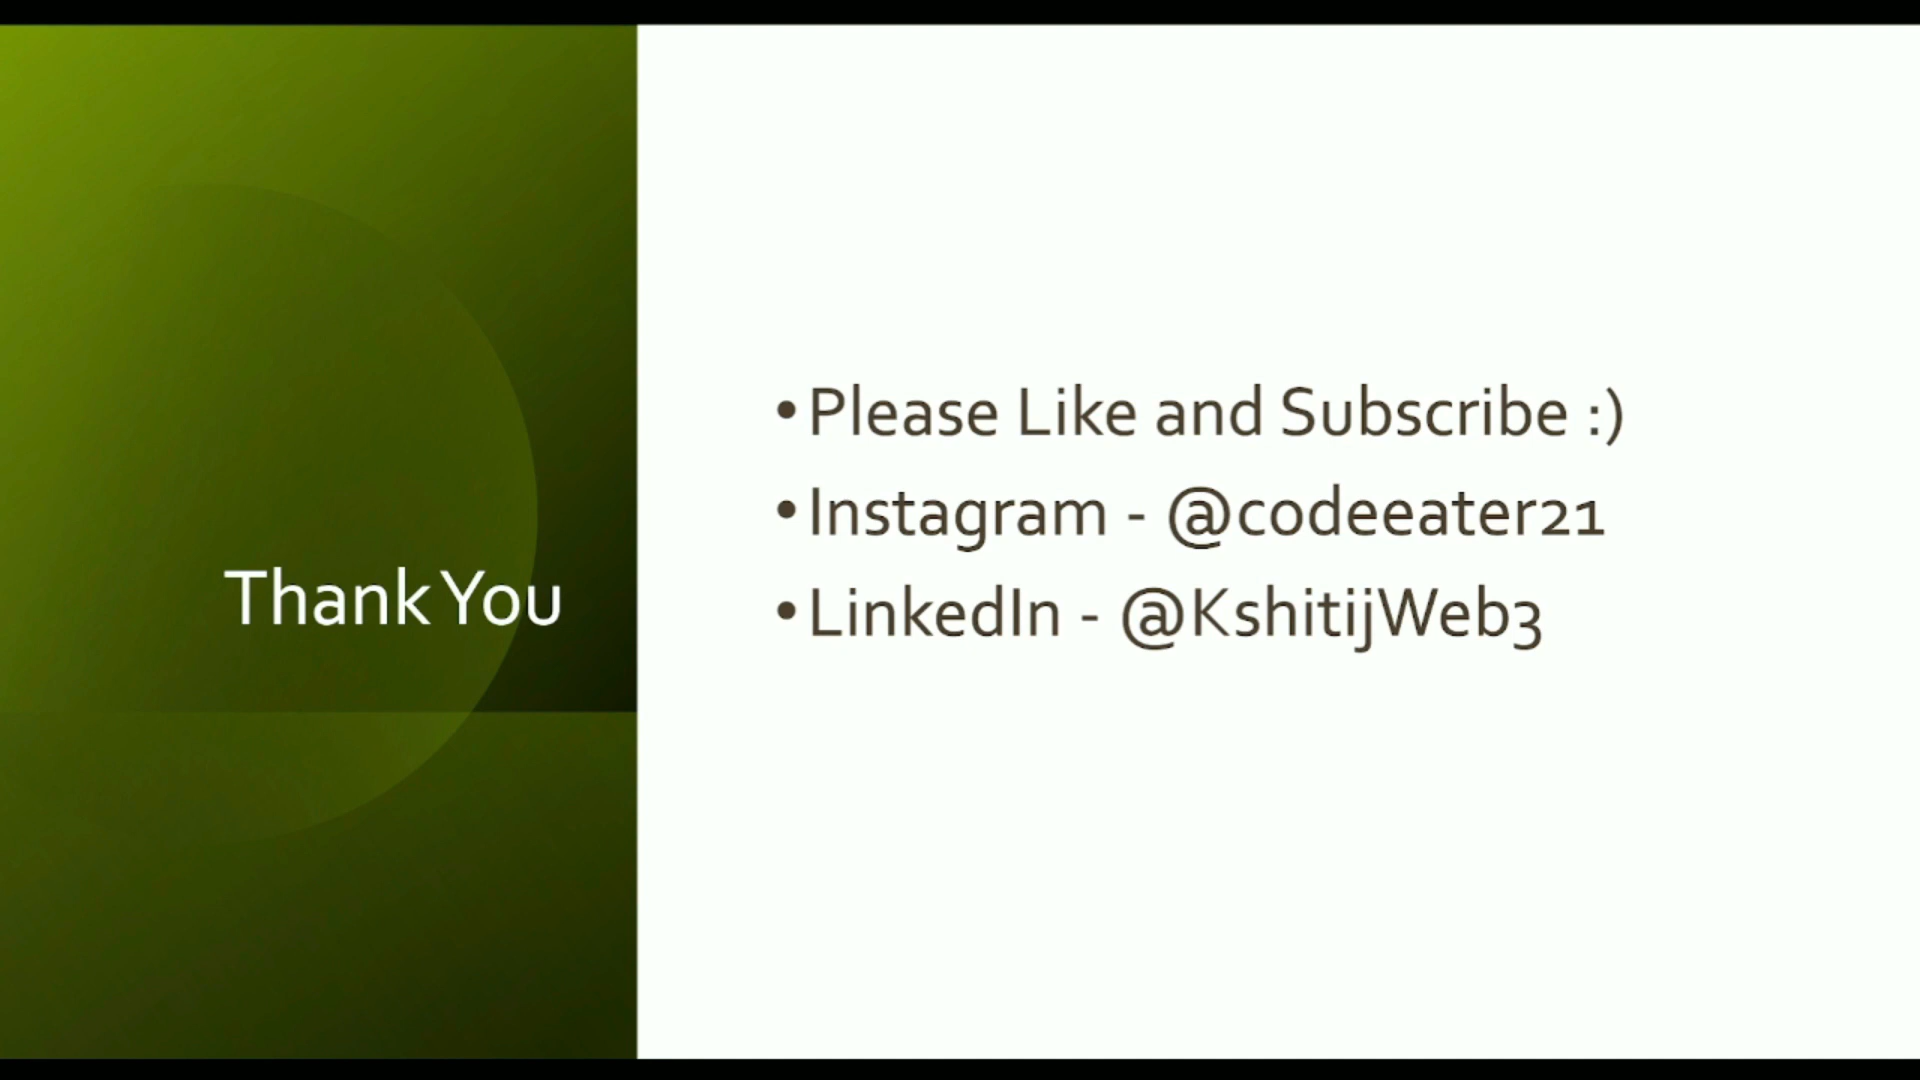 Thank You
• Please Like and Subscribe :)
• Instagram - @codeeater21
• LinkedIn - @KshitijWeb3